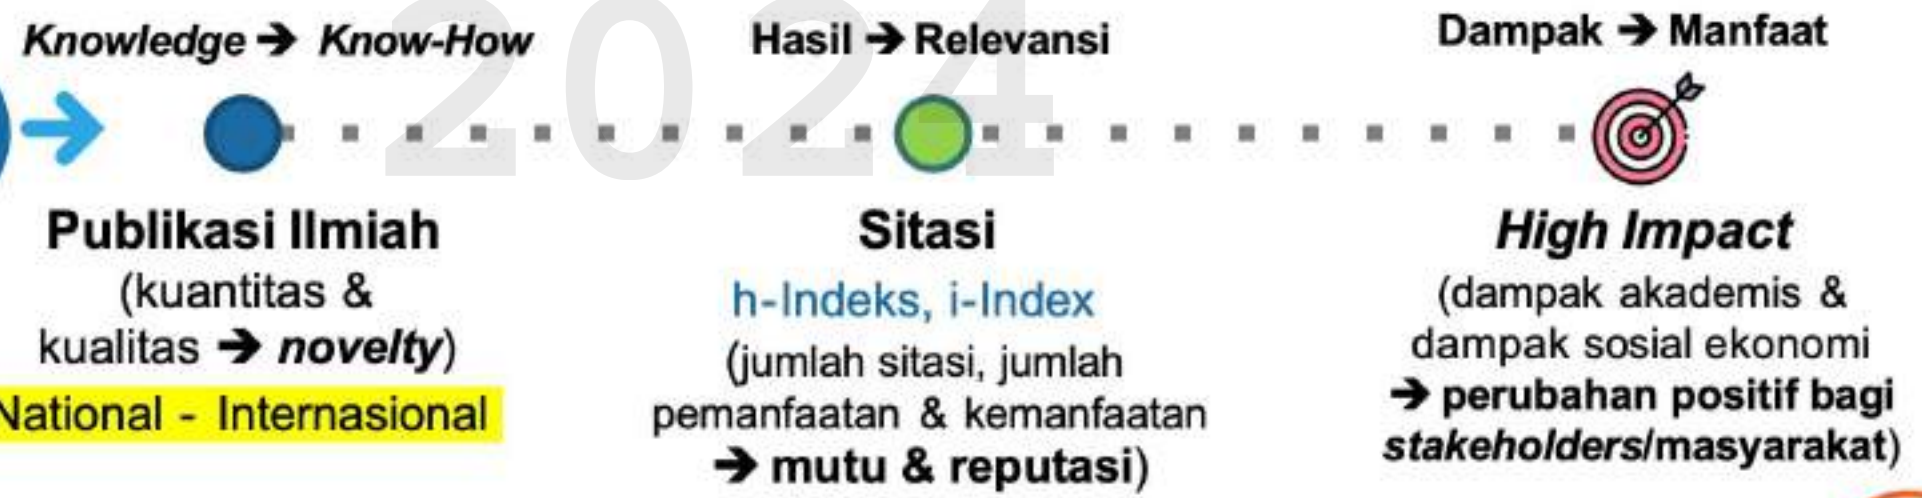 2024
Knowledge → Know-How
Hasil → Relevansi
Dampak → Manfaat
Publikasi Ilmiah
(kuantitas &
kualitas → novelty)
National - Internasional
Sitasi
h-Indeks, i-Index
(jumlah sitasi, jumlah
pemanfaatan & kemanfaatan
→ mutu & reputasi)
High Impact
(dampak akademis &
dampak sosial ekonomi
→ perubahan positif bagi
stakeholders/masyarakat)